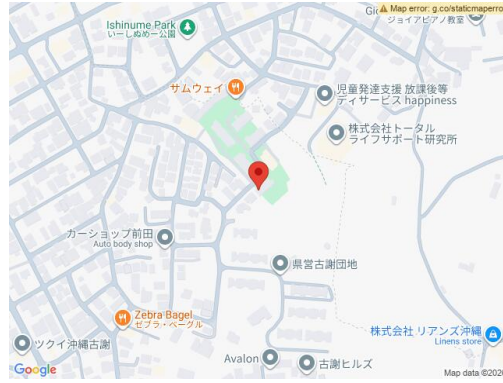 Map error: g.co/staticmaperro
ジョイアピアノ教室
Ishinume Park
いーしぬめー公園
サムウェイ
児童発達支援 放課後等
ディサービス happiness
株式会社トータル
ライフサポート研究所
カーショップ前田
Auto body shop
県営古謝団地
Zebra Bagel
ゼブラ・ベーグル
株式会社 リアンズ沖縄
Linens store
ツクイ沖縄古謝
Avalon
古謝ヒルズ
Google
Map data ©2026